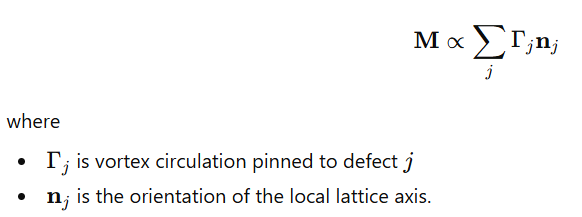 M ∝ ∑_j Γ_j n_j
where
• Γ_j is vortex circulation pinned to defect j
• n_j is the orientation of the local lattice axis.